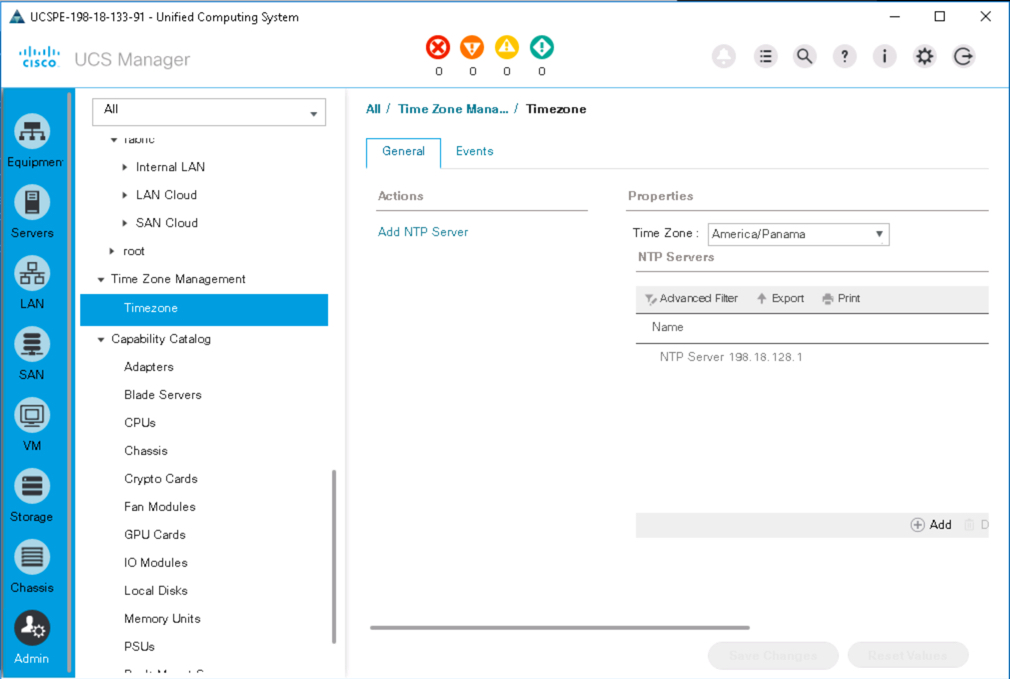 UCSPE-198-18-133-91 - Unified Computing System
cisco UCS Manager
0 0 0 0
Equipment
Servers
LAN
SAN
VM
Storage
Chassis
Admin
All
fabric
Internal LAN
LAN Cloud
SAN Cloud
root
Time Zone Management
Timezone
Capability Catalog
Adapters
Blade Servers
CPUs
Chassis
Crypto Cards
Fan Modules
GPU Cards
IO Modules
Local Disks
Memory Units
PSUs
All / Time Zone Mana... / Timezone
General Events
Actions
Add NTP Server
Properties
Time Zone : America/Panama
NTP Servers
Advanced Filter Export Print
Name
NTP Server 198.18.128.1
Add D
Save Changes Reset Values